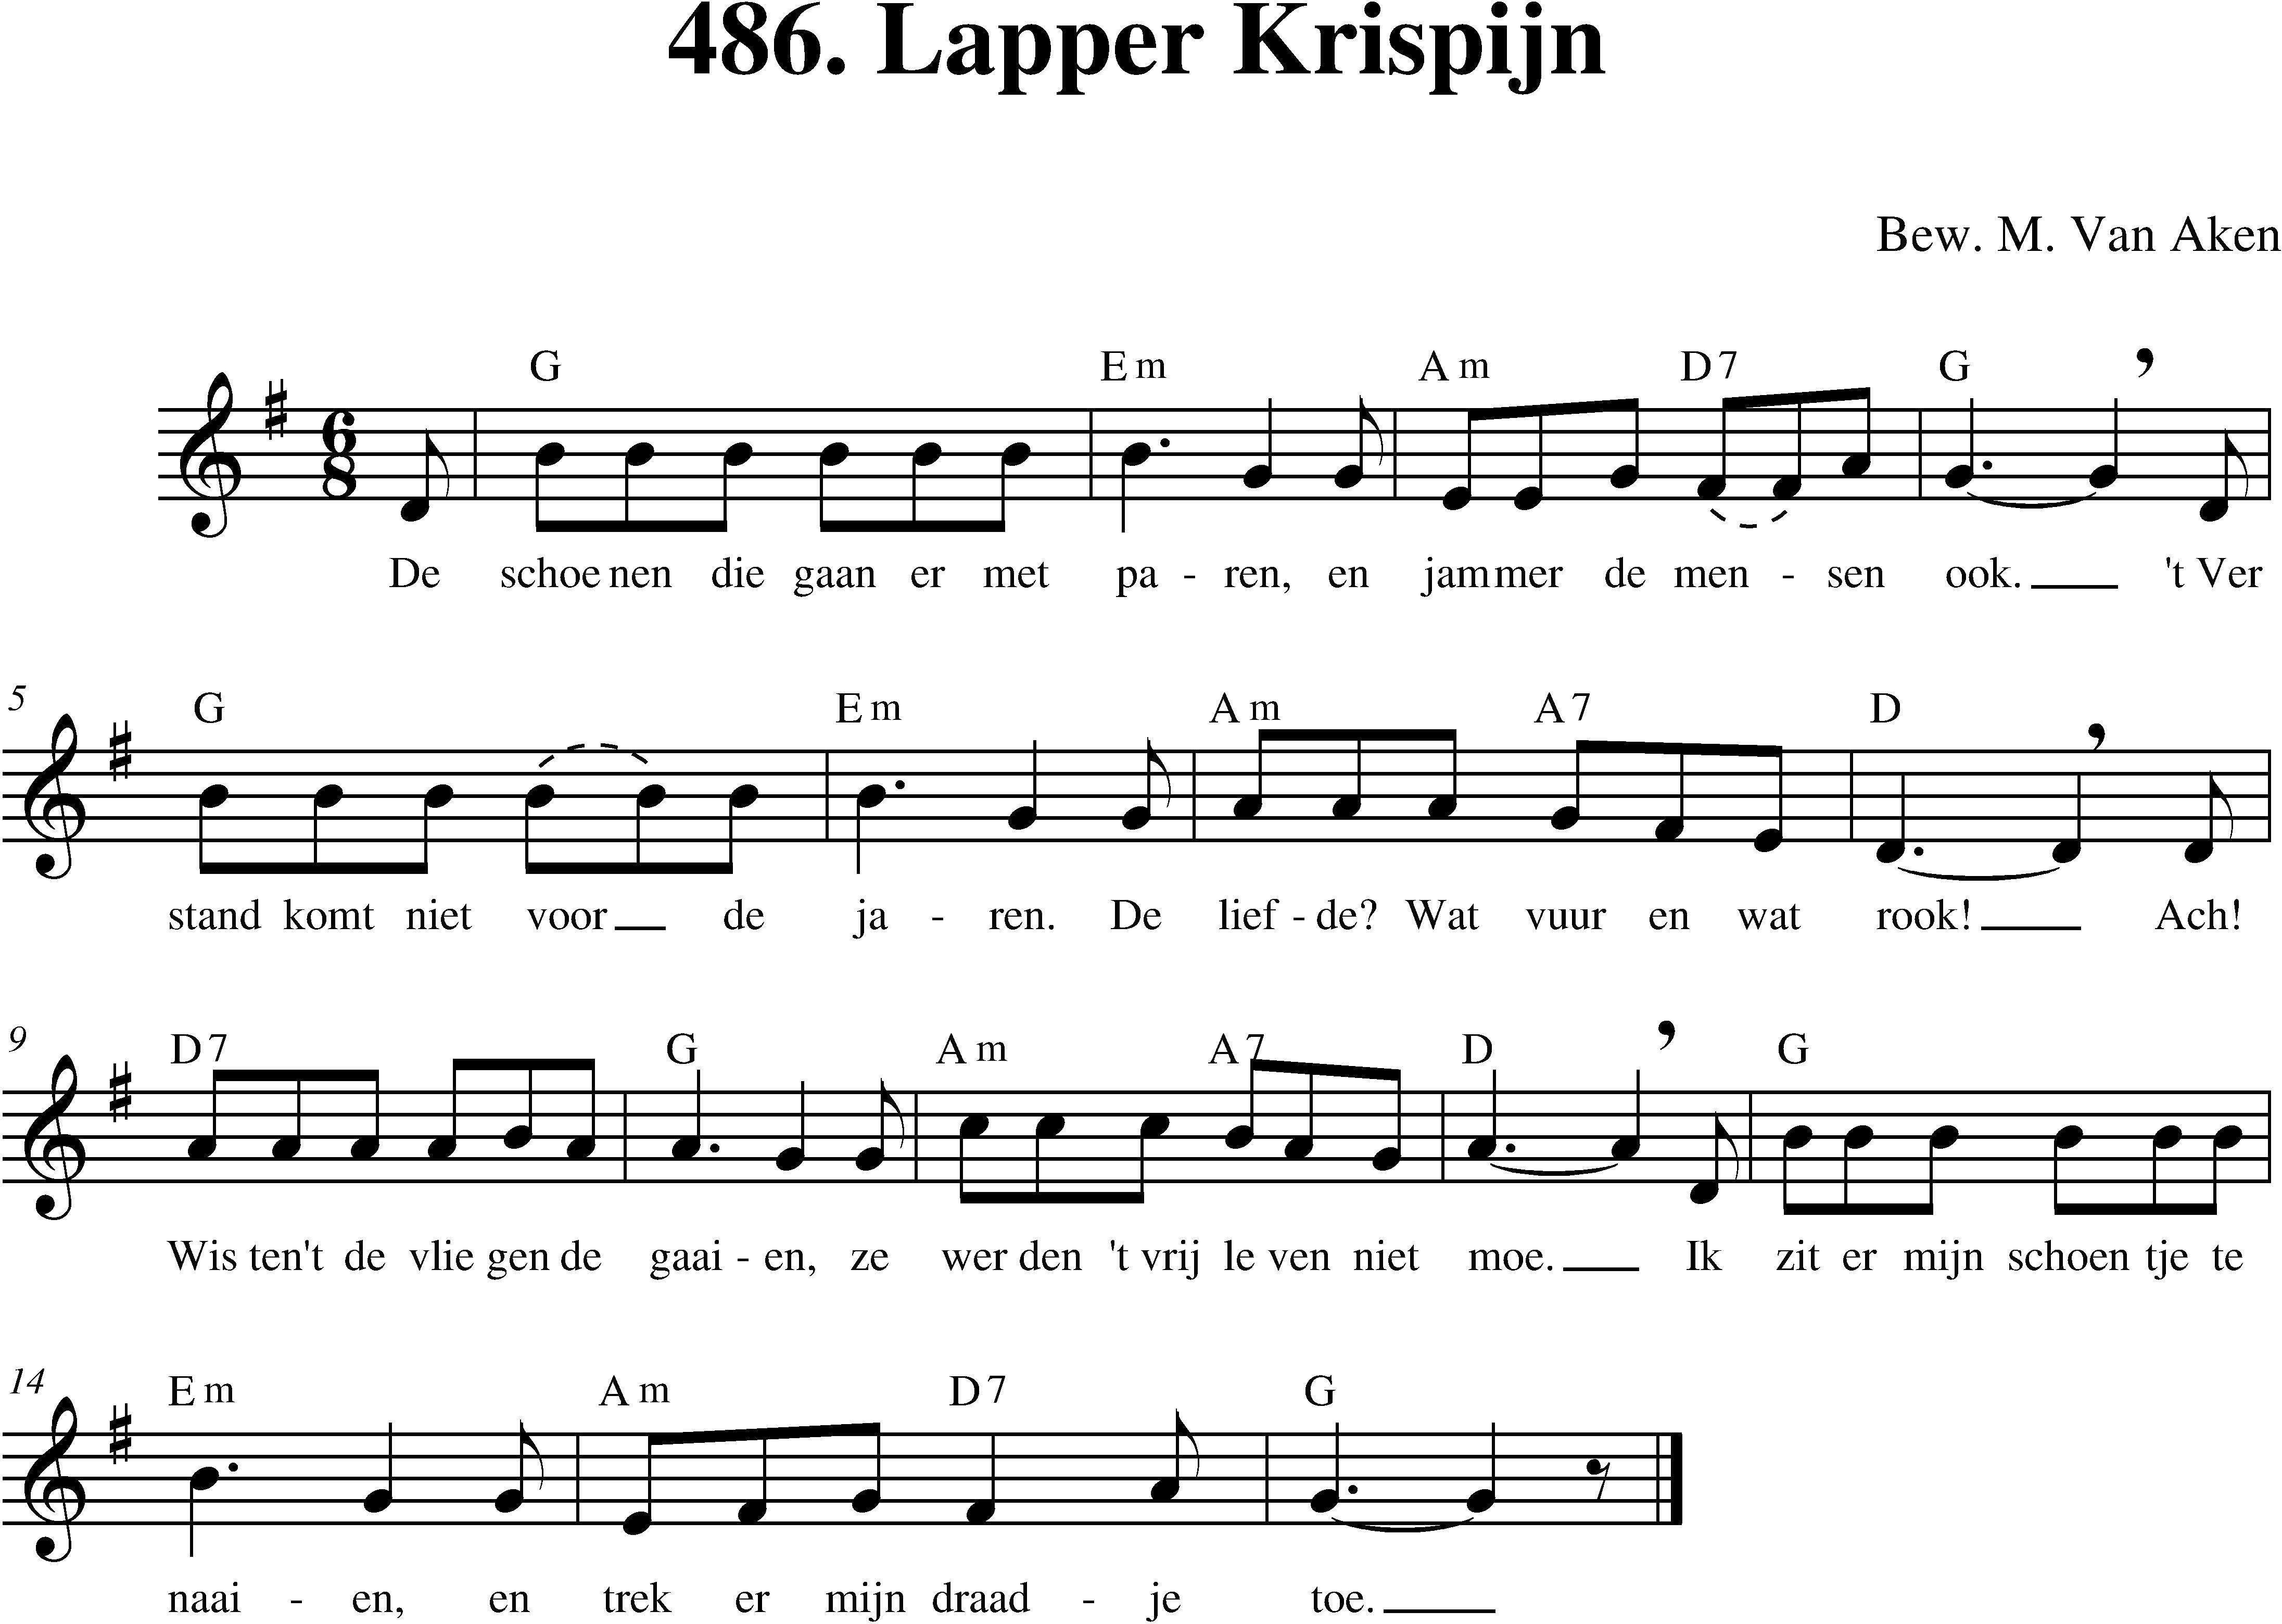 486. Lapper Krispijn
Bew. M. Van Aken
G Em Am D7 G
6
8
De schoe nen die gaan er met pa - ren, en jammer de men - sen ook. 't Ver
5
G Em Am A7 D
stand komt niet voor de ja - ren. De lief - de? Wat vuur en wat rook! Ach!
9
D7 G Am A7 D G
Wis ten't de vlie gen de gaai - en, ze wer den 't vrij le ven niet moe. Ik zit er mijn schoen tje te
14
Em Am D7 G
naai - en, en trek er mijn draad - je toe.